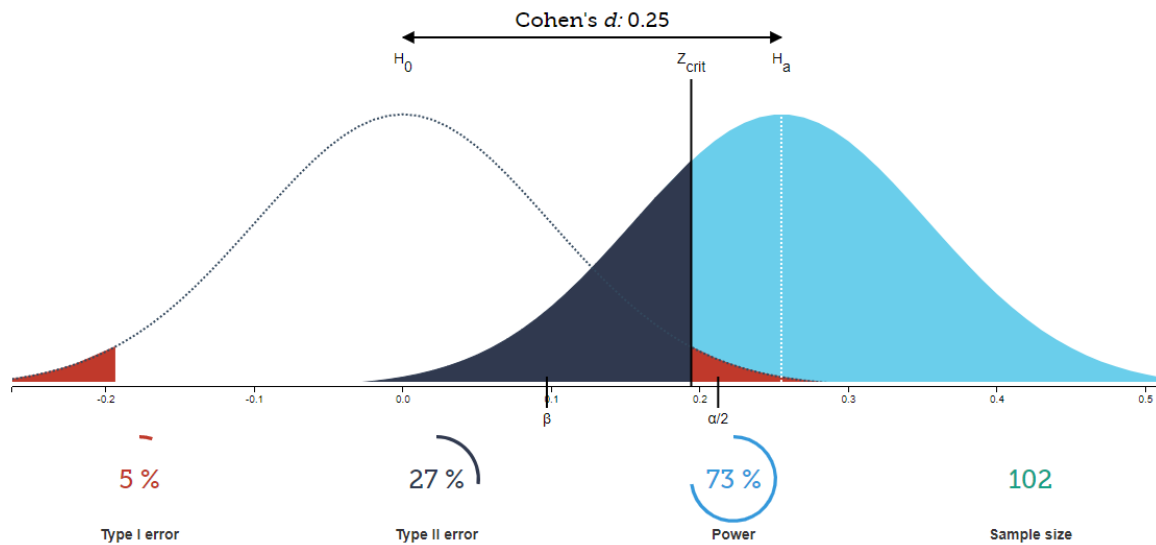 Cohen's d: 0.25
H0 Zcrit Ha
-0.2 -0.1 0.0 0.1 0.2 0.3 0.4 0.5
β α/2
5 % 27 % 73 % 102
Type I error Type II error Power Sample size